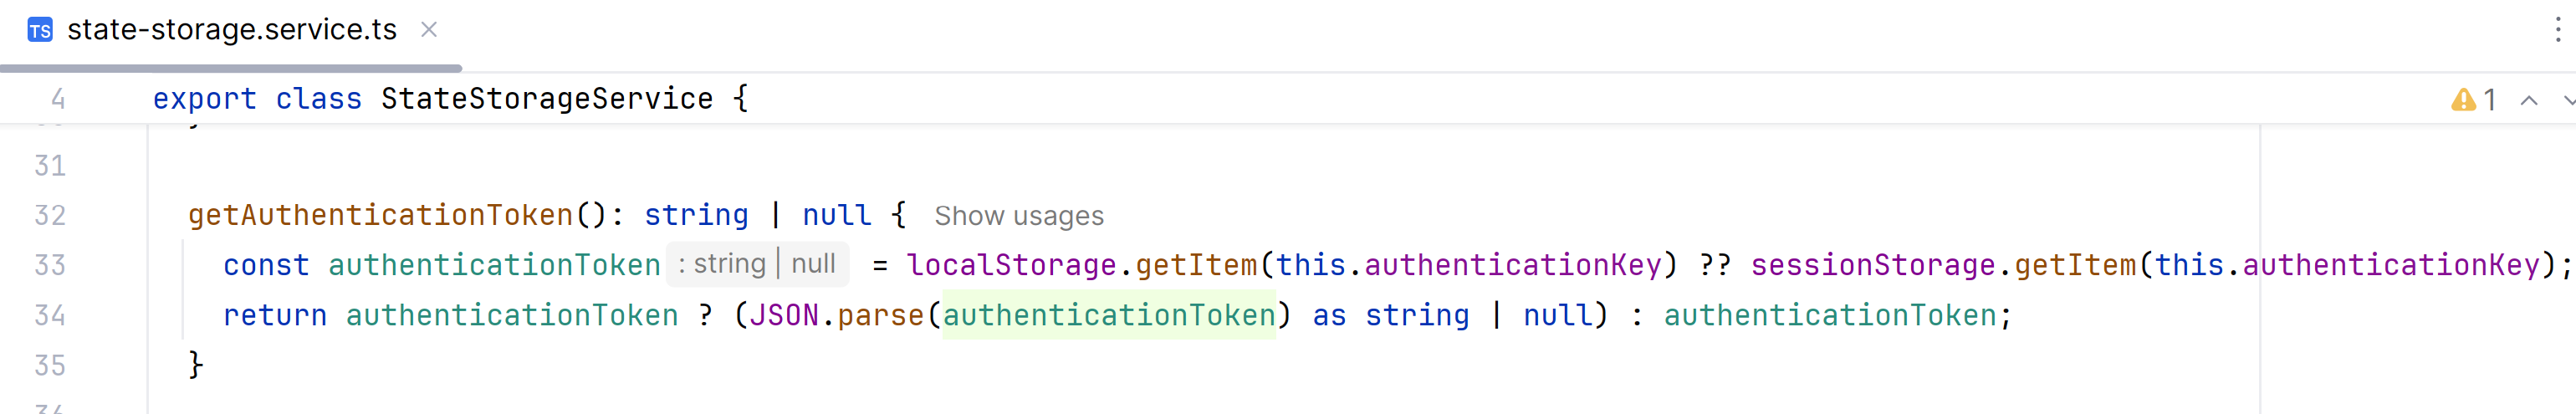 TS state-storage.service.ts ×
4 export class StateStorageService { 1
31
32 getAuthenticationToken(): string | null { Show usages
33 const authenticationToken : string | null = localStorage.getItem(this.authenticationKey) ?? sessionStorage.getItem(this.authenticationKey);
34 return authenticationToken ? (JSON.parse(authenticationToken) as string | null) : authenticationToken;
35 }